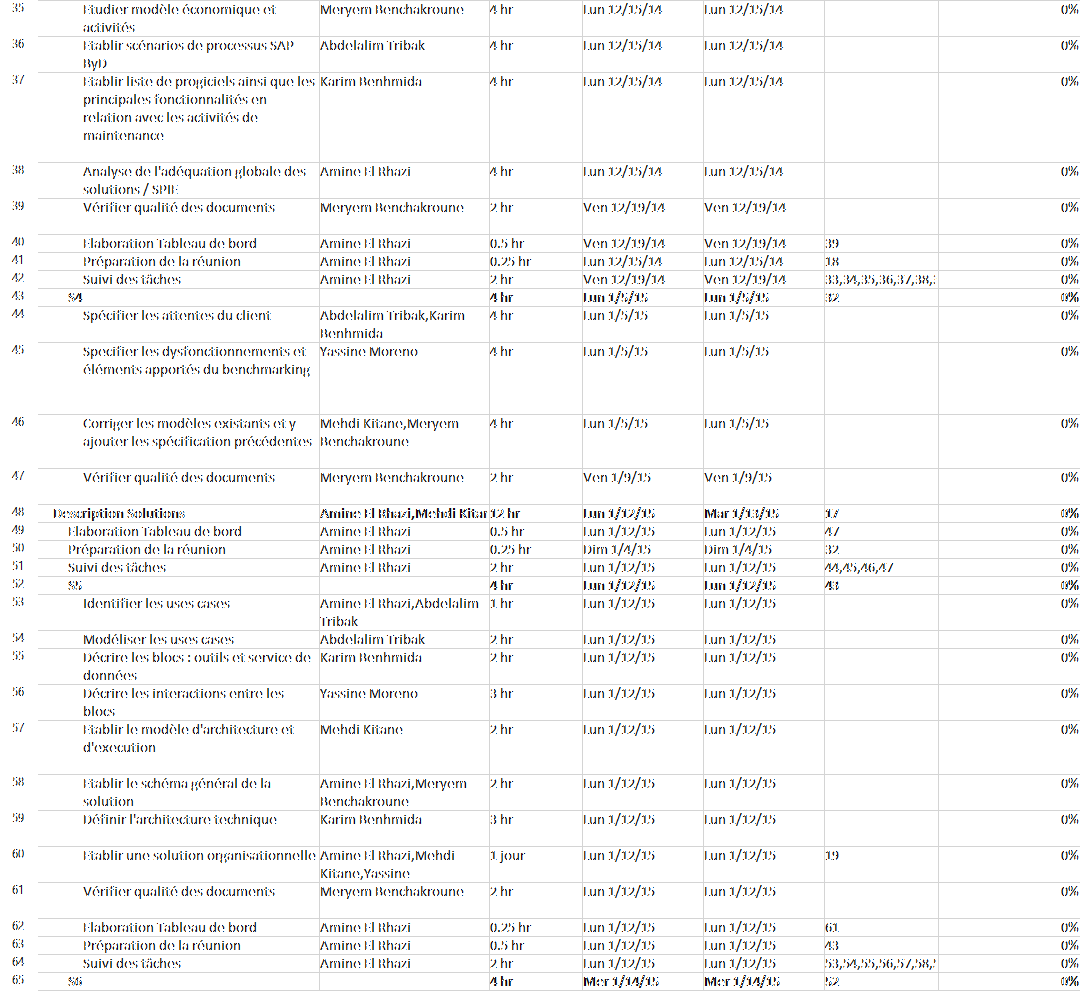 35 Etudier modèle économique et Meryem Benchakroune 4 hr Lun 12/15/14 Lun 12/15/14 0%
activités
36 Etablir scénarios de processus SAP Abdelalim Tribak 4 hr Lun 12/15/14 Lun 12/15/14 0%
ByD
37 Etablir liste de progiciels ainsi que les Karim Benhmida 4 hr Lun 12/15/14 Lun 12/15/14 0%
principales fonctionnalités en
relation avec les activités de
maintenance
38 Analyse de l'adéquation globale des Amine El Rhazi 4 hr Lun 12/15/14 Lun 12/15/14 0%
solutions / SPIE
39 Vérifier qualité des documents Meryem Benchakroune 2 hr Ven 12/19/14 Ven 12/19/14 0%
40 Elaboration Tableau de bord Amine El Rhazi 0.5 hr Ven 12/19/14 Ven 12/19/14 39 0%
41 Préparation de la réunion Amine El Rhazi 0.25 hr Lun 12/15/14 Lun 12/15/14 18 0%
42 Suivi des tâches Amine El Rhazi 2 hr Ven 12/19/14 Ven 12/19/14 33,34,35,36,37,38, 0%
43 S4 4 hr Lun 1/5/15 Lun 1/5/15 32 0%
44 Spécifier les attentes du client Abdelalim Tribak,Karim 4 hr Lun 1/5/15 Lun 1/5/15 0%
Benhmida
45 Specifier les dysfonctionnements et Yassine Moreno 4 hr Lun 1/5/15 Lun 1/5/15 0%
éléments apportés du benchmarking
46 Corriger les modèles existants et y Mehdi Kitane,Meryem 4 hr Lun 1/5/15 Lun 1/5/15 0%
ajouter les spécification précédentes Benchakroune
47 Vérifier qualité des documents Meryem Benchakroune 2 hr Ven 1/9/15 Ven 1/9/15 0%
48 Description Solutions Amine El Rhazi,Mehdi Kitar 12 hr Lun 1/12/15 Mar 1/13/15 17 0%
49 Elaboration Tableau de bord Amine El Rhazi 0.5 hr Lun 1/12/15 Lun 1/12/15 47 0%
50 Préparation de la réunion Amine El Rhazi 0.25 hr Dim 1/4/15 Dim 1/4/15 32 0%
51 Suivi des tâches Amine El Rhazi 2 hr Lun 1/12/15 Lun 1/12/15 44,45,46,47 0%
52 S5 4 hr Lun 1/12/15 Lun 1/12/15 43 0%
53 Identifier les uses cases Amine El Rhazi,Abdelalim 1 hr Lun 1/12/15 Lun 1/12/15 0%
Tribak
54 Modéliser les uses cases Abdelalim Tribak 2 hr Lun 1/12/15 Lun 1/12/15 0%
55 Décrire les blocs : outils et service de Karim Benhmida 2 hr Lun 1/12/15 Lun 1/12/15 0%
données
56 Décrire les interactions entre les Yassine Moreno 3 hr Lun 1/12/15 Lun 1/12/15 0%
blocs
57 Etablir le modèle d'architecture et Mehdi Kitane 2 hr Lun 1/12/15 Lun 1/12/15 0%
d'execution
58 Etablir le schéma général de la Amine El Rhazi,Meryem 2 hr Lun 1/12/15 Lun 1/12/15 0%
solution Benchakroune
59 Définir l'architecture technique Karim Benhmida 3 hr Lun 1/12/15 Lun 1/12/15 0%
60 Etablir une solution organisationnelle Amine El Rhazi,Mehdi 1 jour Lun 1/12/15 Lun 1/12/15 19 0%
Kitane,Yassine
61 Vérifier qualité des documents Meryem Benchakroune 2 hr Lun 1/12/15 Lun 1/12/15 0%
62 Elaboration Tableau de bord Amine El Rhazi 0.25 hr Lun 1/12/15 Lun 1/12/15 61 0%
63 Préparation de la réunion Amine El Rhazi 0.5 hr Lun 1/12/15 Lun 1/12/15 43 0%
64 Suivi des tâches Amine El Rhazi 2 hr Lun 1/12/15 Lun 1/12/15 53,54,55,56,57,58, 0%
65 S6 4 hr Mer 1/14/15 Mer 1/14/15 52 0%